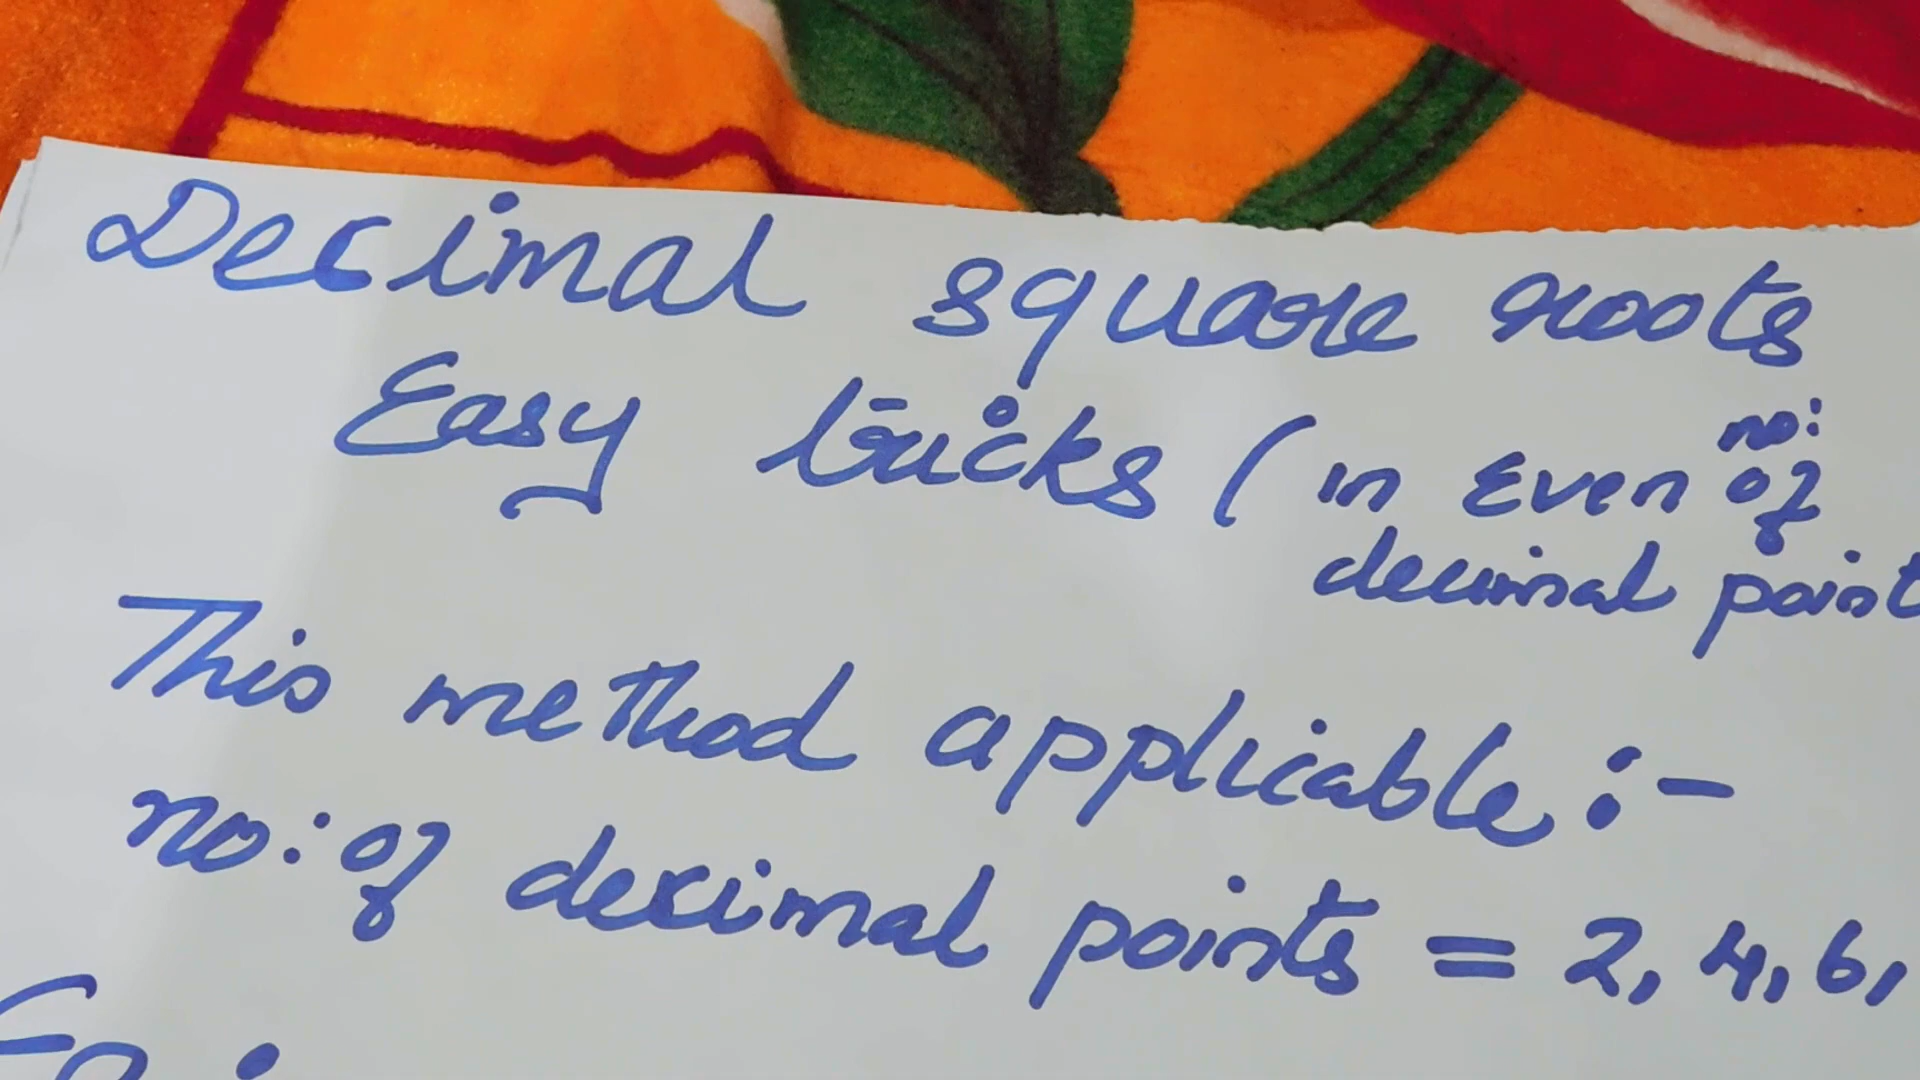 Decimal square roots
Easy tricks (in Even no: of
decimal point
This method applicable :-
no: of decimal points = 2, 4, 6,